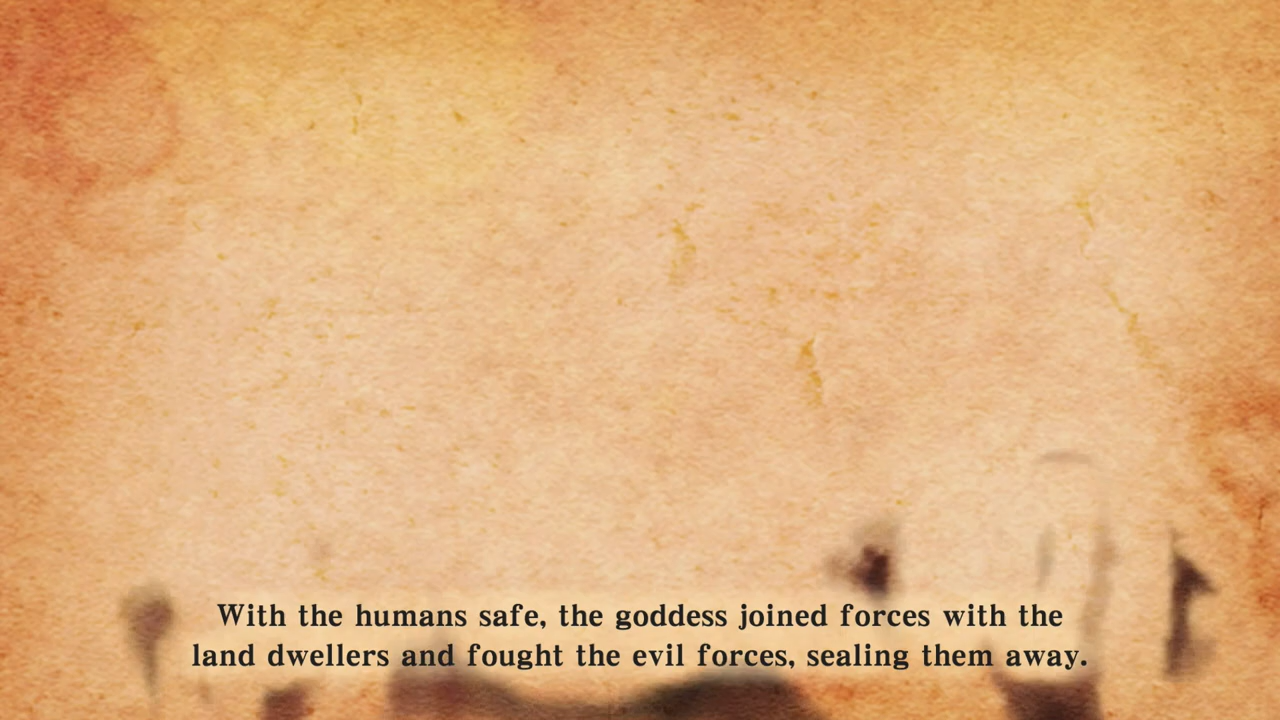 With the humans safe, the goddess joined forces with the
land dwellers and fought the evil forces, sealing them away.